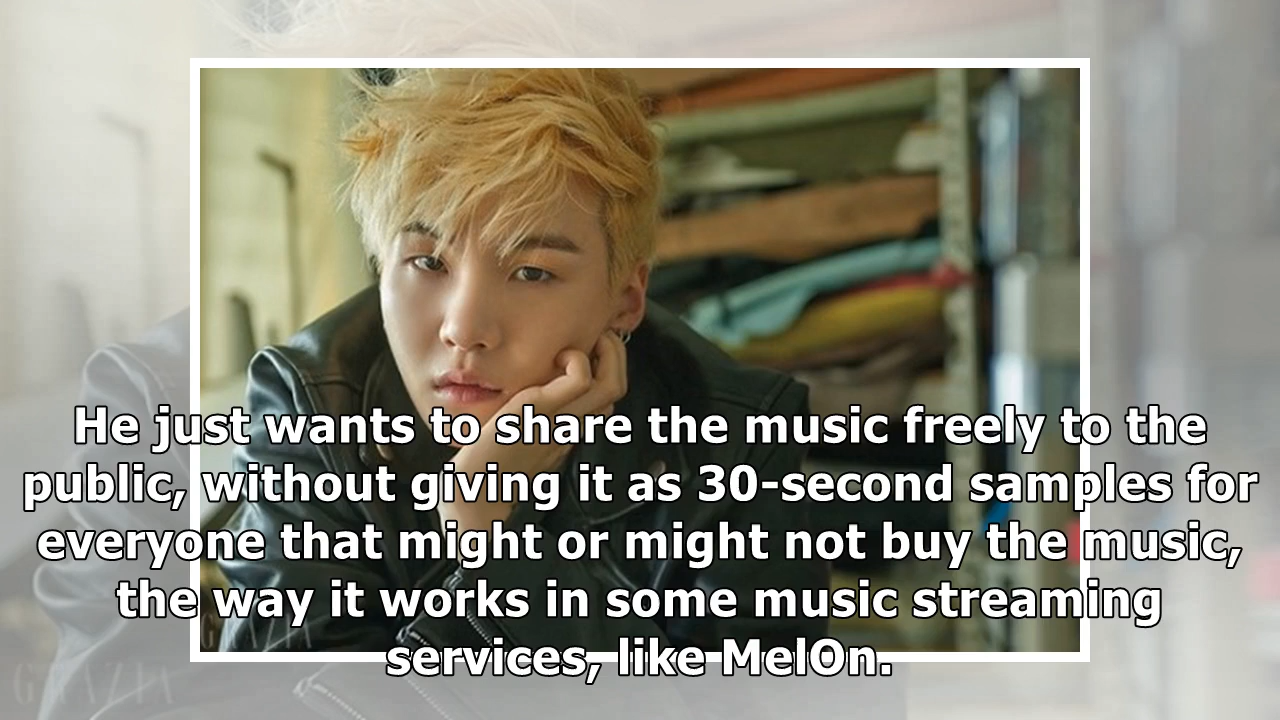 He just wants to share the music freely to the
public, without giving it as 30-second samples for
everyone that might or might not buy the music,
the way it works in some music streaming
services, like MelOn.
GRAZIA
GRAZIA